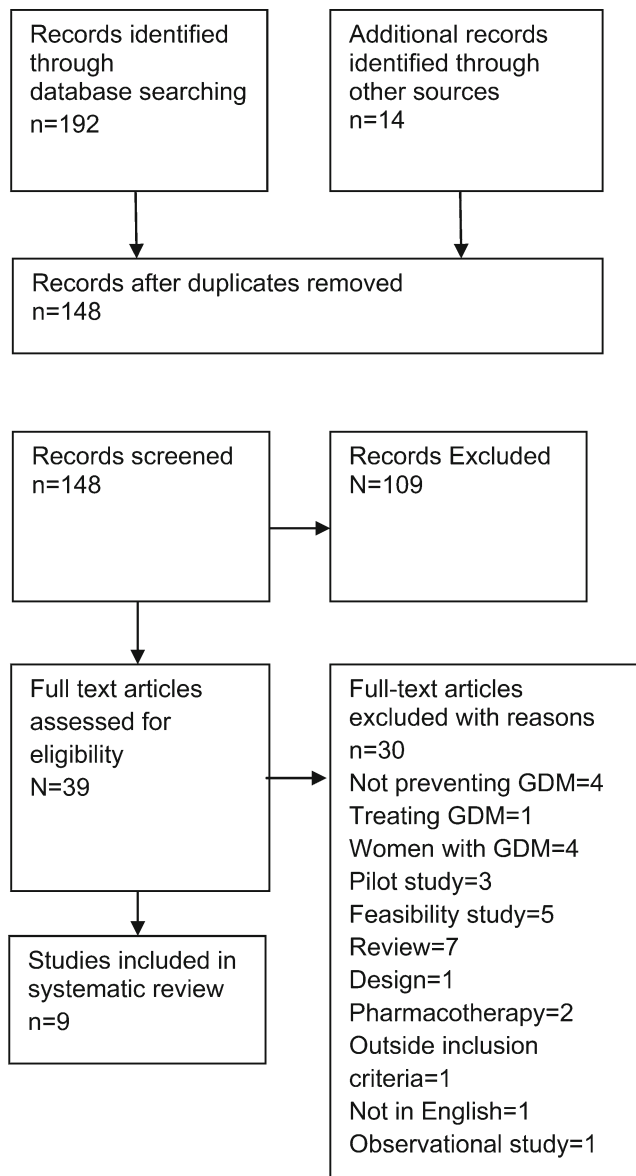 Records identified
through
database searching
n=192
Additional records
identified through
other sources
n=14
Records after duplicates removed
n=148
Records screened
n=148
Records Excluded
N=109
Full text articles
assessed for
eligibility
N=39
Full-text articles
excluded with reasons
n=30
Not preventing GDM=4
Treating GDM=1
Women with GDM=4
Pilot study=3
Feasibility study=5
Review=7
Design=1
Pharmacotherapy=2
Outside inclusion
criteria=1
Not in English=1
Observational study=1
Studies included in
systematic review
n=9